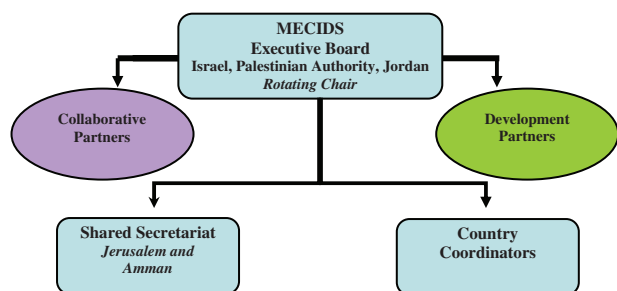 MECIDS
Executive Board
Israel, Palestinian Authority, Jordan
Rotating Chair
Collaborative
Partners
Development
Partners
Shared Secretariat
Jerusalem and
Amman
Country
Coordinators